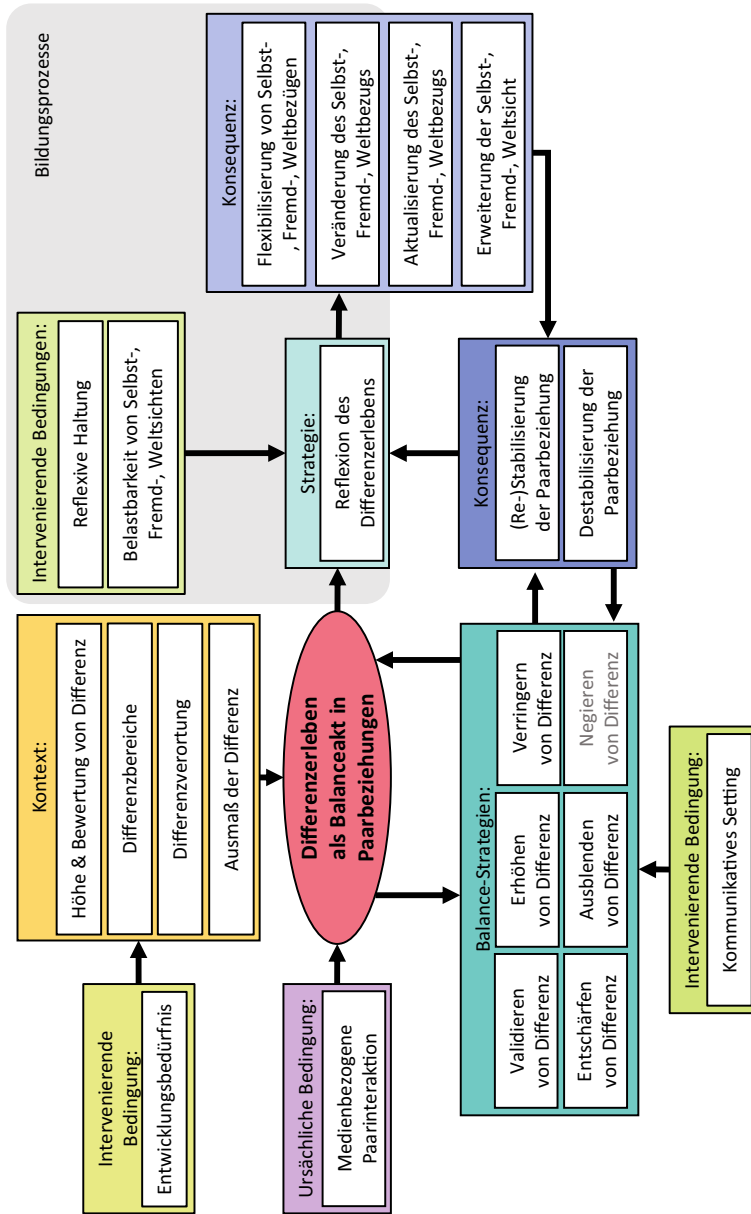 Bildungsprozesse
Intervenierende
Bedingung:
Entwicklungsbedürfnis
Kontext:
Höhe & Bewertung von Differenz
Differenzbereiche
Differenzverortung
Ausmaß der Differenz
Intervenierende Bedingungen:
Reflexive Haltung
Belastbarkeit von Selbst-,
Fremd-, Weltsichten
Ursächliche Bedingung:
Medienbezogene
Paarinteraktion
Differenzerleben
als Balanceakt in
Paarbeziehungen
Strategie:
Reflexion des
Differenzerlebens
Konsequenz:
Flexibilisierung von Selbst-
, Fremd-, Weltbezügen
Veränderung des Selbst-,
Fremd-, Weltbezugs
Aktualisierung des Selbst-,
Fremd-, Weltbezugs
Erweiterung der Selbst-,
Fremd-, Weltsicht
Balance-Strategien:
Validieren
von Differenz
Erhöhen
von Differenz
Verringern
von Differenz
Entschärfen
von Differenz
Ausblenden
von Differenz
Negieren
von Differenz
Konsequenz:
(Re-)Stabilisierung
der Paarbeziehung
Destabilisierung der
Paarbeziehung
Intervenierende Bedingung:
Kommunikatives Setting